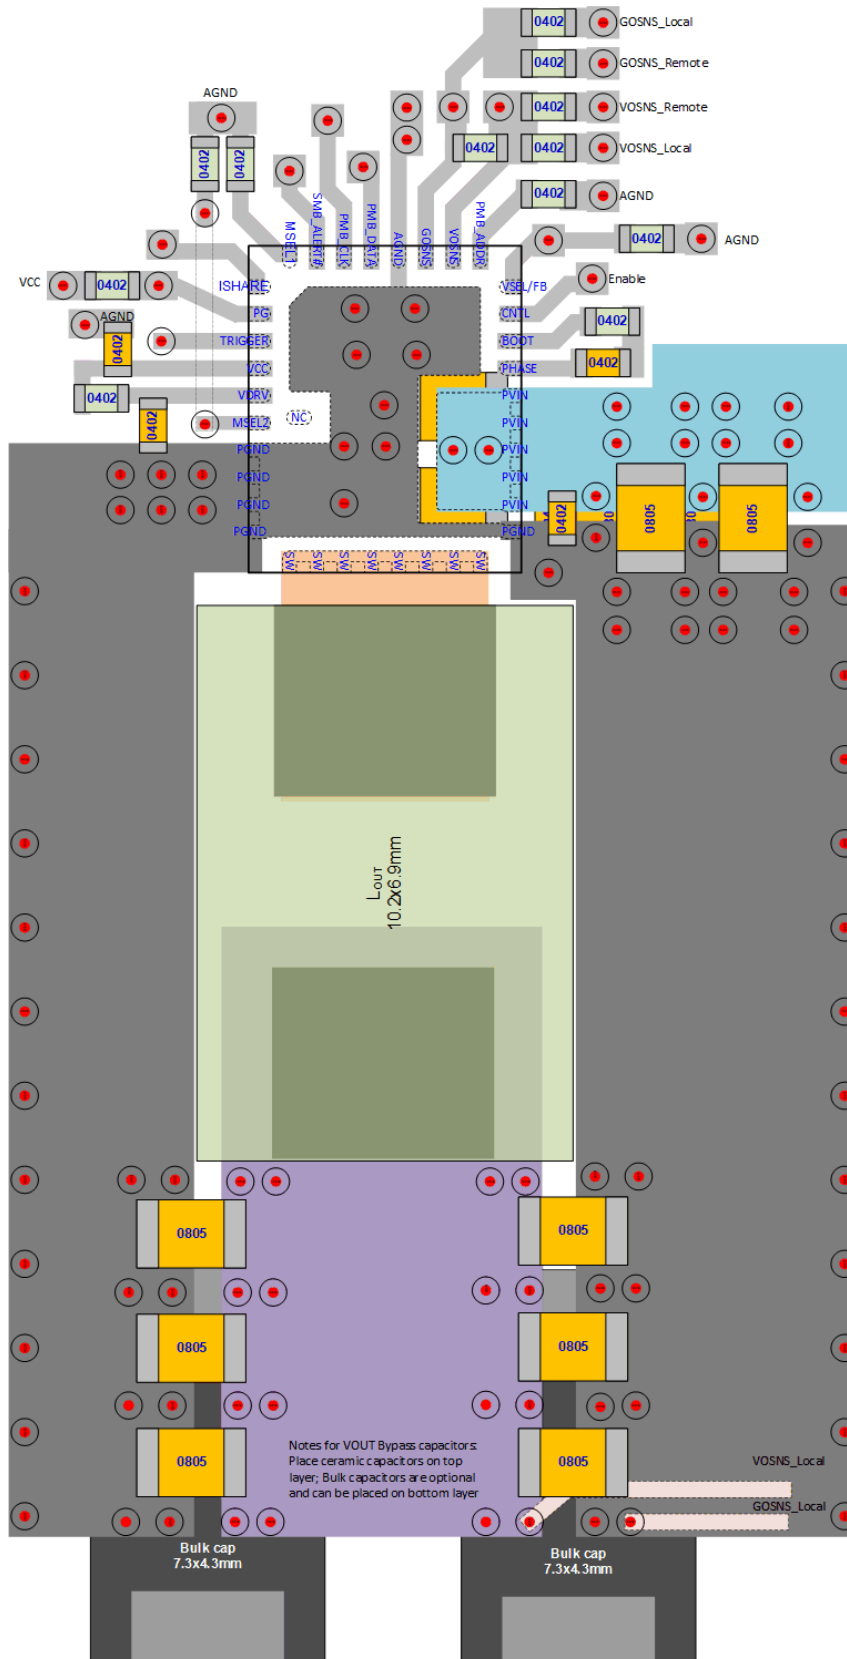 0402
GOSNS_Local
0402
GOSNS_Remote
AGND
0402
VOSNS_Remote
0402
0402
VOSNS_Local
0402
0402
0402
AGND
MSEL1
SMB_ALERT#
PMB_CLK
PMB_DATA
AGND
GOSNS
VOSNS
PMB_ADDR
0402
AGND
VCC
0402
ISHARE
VSEL/FB
Enable
AGND
PG
CNTL
0402
0402
TRIGGER
BOOT
VCC
PHASE
0402
0402
VDRV
PVIN
0402
MSEL2
NC
PVIN
PGND
PVIN
PGND
PVIN
PGND
PVIN
PGND
PGND
0402
0805
0805
SW
SW
SW
SW
SW
SW
SW
SW
LOUT
10.2x6.9mm
0805
0805
0805
0805
0805
0805
Notes for VOUT Bypass capacitors:
Place ceramic capacitors on top
layer; Bulk capacitors are optional
and can be placed on bottom layer
VOSNS_Local
GOSNS_Local
Bulk cap
7.3x4.3mm
Bulk cap
7.3x4.3mm